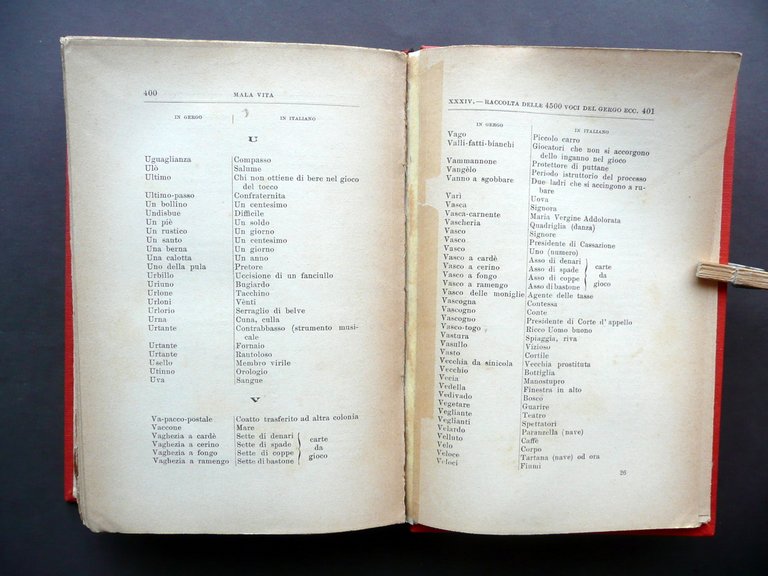 400 MALA VITA
IN GERGO IN ITALIANO
U
Uguaglianza Compasso
Ulò Salume
Ultimo Chi non ottiene di bere nel gioco
del tocco
Ultimo-passo Confraternita
Un bollino Un centesimo
Undisbue Difficile
Un piè Un soldo
Un rustico Un giorno
Un santo Un centesimo
Una berna Un giorno
Una calotta Un anno
Uno della pula Pretore
Urbillo Uccisione di un fanciullo
Uriuno Bugiardo
Urlone Tacchino
Urloni Vènti
Urlorio Serraglio di belve
Urna Cuna, culla
Urtante Contrabbasso (strumento musi-
cale
Urtante Fornaio
Urtante Rautoloso
Usello Membro virile
Utinno Orologio
Uva Sangue
V
Va-pacco-postale Coatto trasferito ad altra colonia
Vaccone Mare
Vaghezia a cardè Sette di denari
Vaghezia a cerino Sette di spade
Vaghezia a fongo Sette di coppe
Vaghezia a ramengo Sette di bastone
carte
da
gioco
XXXIV. — RACCOLTA DELLE 4500 VOCI DEL GERGO ECC. 401
IN GERGO IN ITALIANO
Vago Piccolo carro
Valli-fatti-bianchi Giocatori che non si accorgono
dello inganno nel gioco
Vammannone Protettore di puttane
Vangèlo Periodo istruttorio del processo
Vanno a sgobbare Due ladri che si accingono a ru-
bare
Vari Uova
Vasca Signora
Vasca-carnente Maria Vergine Addolorata
Vascheria Quadriglia (danza)
Vasco Signore
Vasco Presidente di Cassazione
Vasco Uno (numero)
Vasco a cardè Asso di denari
Vasco a cerino Asso di spade
Vasco a fongo Asso di coppe
Vasco a ramengo Asso di bastone
carte
da
gioco
Vasco delle moniglie Agente delle tasse
Vascogna Contessa
Vascogno Conte
Vascogno Presidente di Corte d'appello
Vasco-togo Ricco Uomo buono
Spiaggia, riva
Vasullo Vizioso
Vasto Cortile
Vecchia da sinicola Vecchia prostituta
Vecchio Bottiglia
Vecia Manostupro
Vedella Finestra in alto
Vedivado Bosco
Vegetare Guarire
Vegliante Teatro
Veglianti Spettatori
Velardo Paranzella (nave)
Velluto Caffè
Velo Corpo
Veloce Tartana (nave) od ora
Veloci Fiumi
26